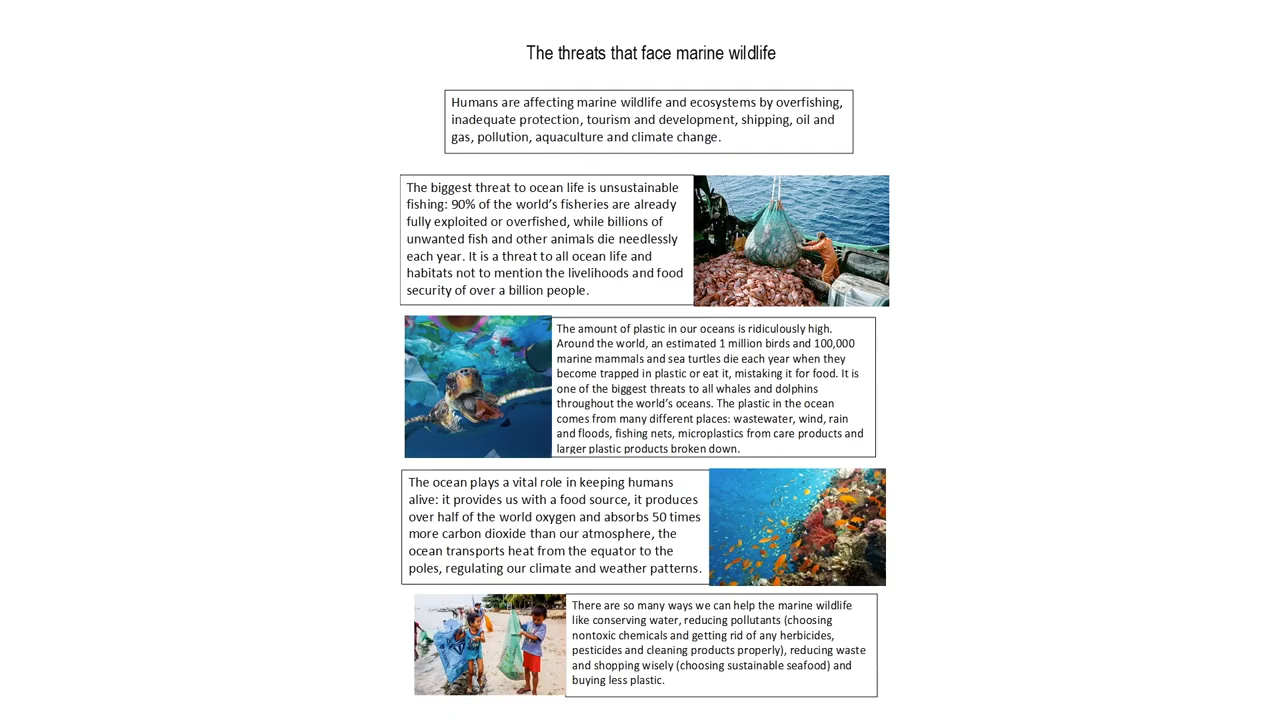 The threats that face marine wildlife
Humans are affecting marine wildlife and ecosystems by overfishing,
inadequate protection, tourism and development, shipping, oil and
gas, pollution, aquaculture and climate change.
The biggest threat to ocean life is unsustainable
fishing: 90% of the world’s fisheries are already
fully exploited or overfished, while billions of
unwanted fish and other animals die needlessly
each year. It is a threat to all ocean life and
habitats not to mention the livelihoods and food
security of over a billion people.
The amount of plastic in our oceans is ridiculously high.
Around the world, an estimated 1 million birds and 100,000
marine mammals and sea turtles die each year when they
become trapped in plastic or eat it, mistaking it for food. It is
one of the biggest threats to all whales and dolphins
throughout the world’s oceans. The plastic in the ocean
comes from many different places: wastewater, wind, rain
and floods, fishing nets, microplastics from care products and
larger plastic products broken down.
The ocean plays a vital role in keeping humans
alive: it provides us with a food source, it produces
over half of the world oxygen and absorbs 50 times
more carbon dioxide than our atmosphere, the
ocean transports heat from the equator to the
poles, regulating our climate and weather patterns.
There are so many ways we can help the marine wildlife
like conserving water, reducing pollutants (choosing
nontoxic chemicals and getting rid of any herbicides,
pesticides and cleaning products properly), reducing waste
and shopping wisely (choosing sustainable seafood) and
buying less plastic.